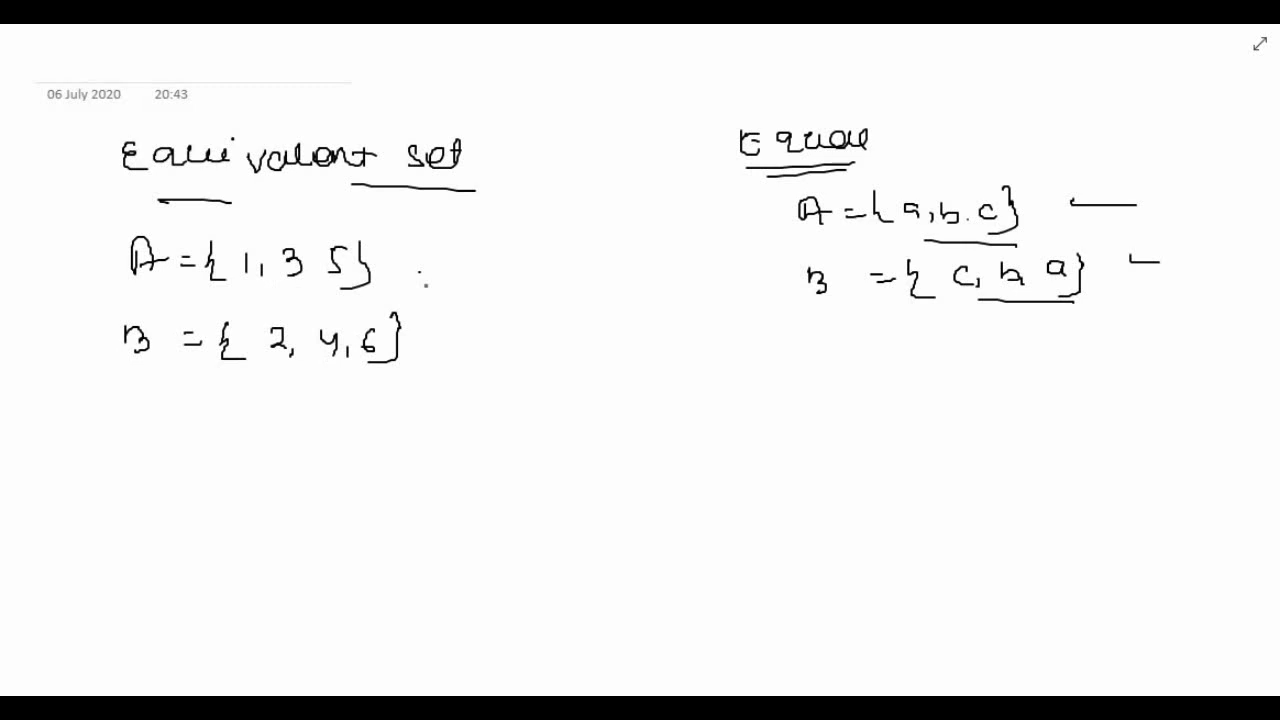 06 July 2020 20:43
Equivalent set
A = { 1, 3 5}
B = { 2, 4, 6}
Equal
A = { a, b. c}
B = { c, b, a}